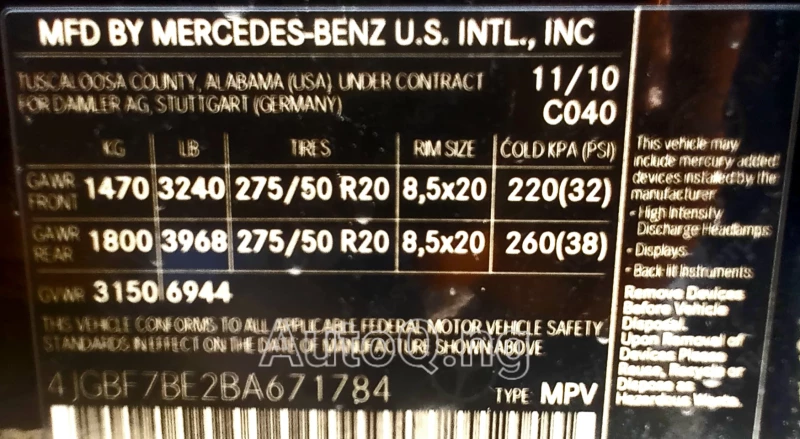 MFD BY MERCEDES-BENZ U.S. INTL., INC
TUSCALOOSA COUNTY, ALABAMA (USA) UNDER CONTRACT
FOR DAIMLER AG, STUTTGART (GERMANY)
11/10
C040
KG LB TIRES RIM SIZE COLD KPA (PSI)
GAWR FRONT 1470 3240 275/50 R20 8,5x20 220(32)
GAWR REAR 1800 3968 275/50 R20 8,5x20 260(38)
GVWR 3150 6944
THIS VEHICLE CONFORMS TO ALL APPLICABLE FEDERAL MOTOR VEHICLE SAFETY
STANDARDS IN EFFECT ON THE DATE OF MANUFACTURE SHOWN ABOVE
4JGBF7BE2BA671784
TYPE: MPV
This vehicle may
include mercury added
devices installed by the
manufacturer
- High Intensity
Discharge Headlamps
- Displays
- Back-lit Instruments
Remove Devices
Before Vehicle
Disposal.
Upon Removal of
Devices Please
Reuse, Recycle or
Dispose as
Hazardous Waste.
AutoQ.ng